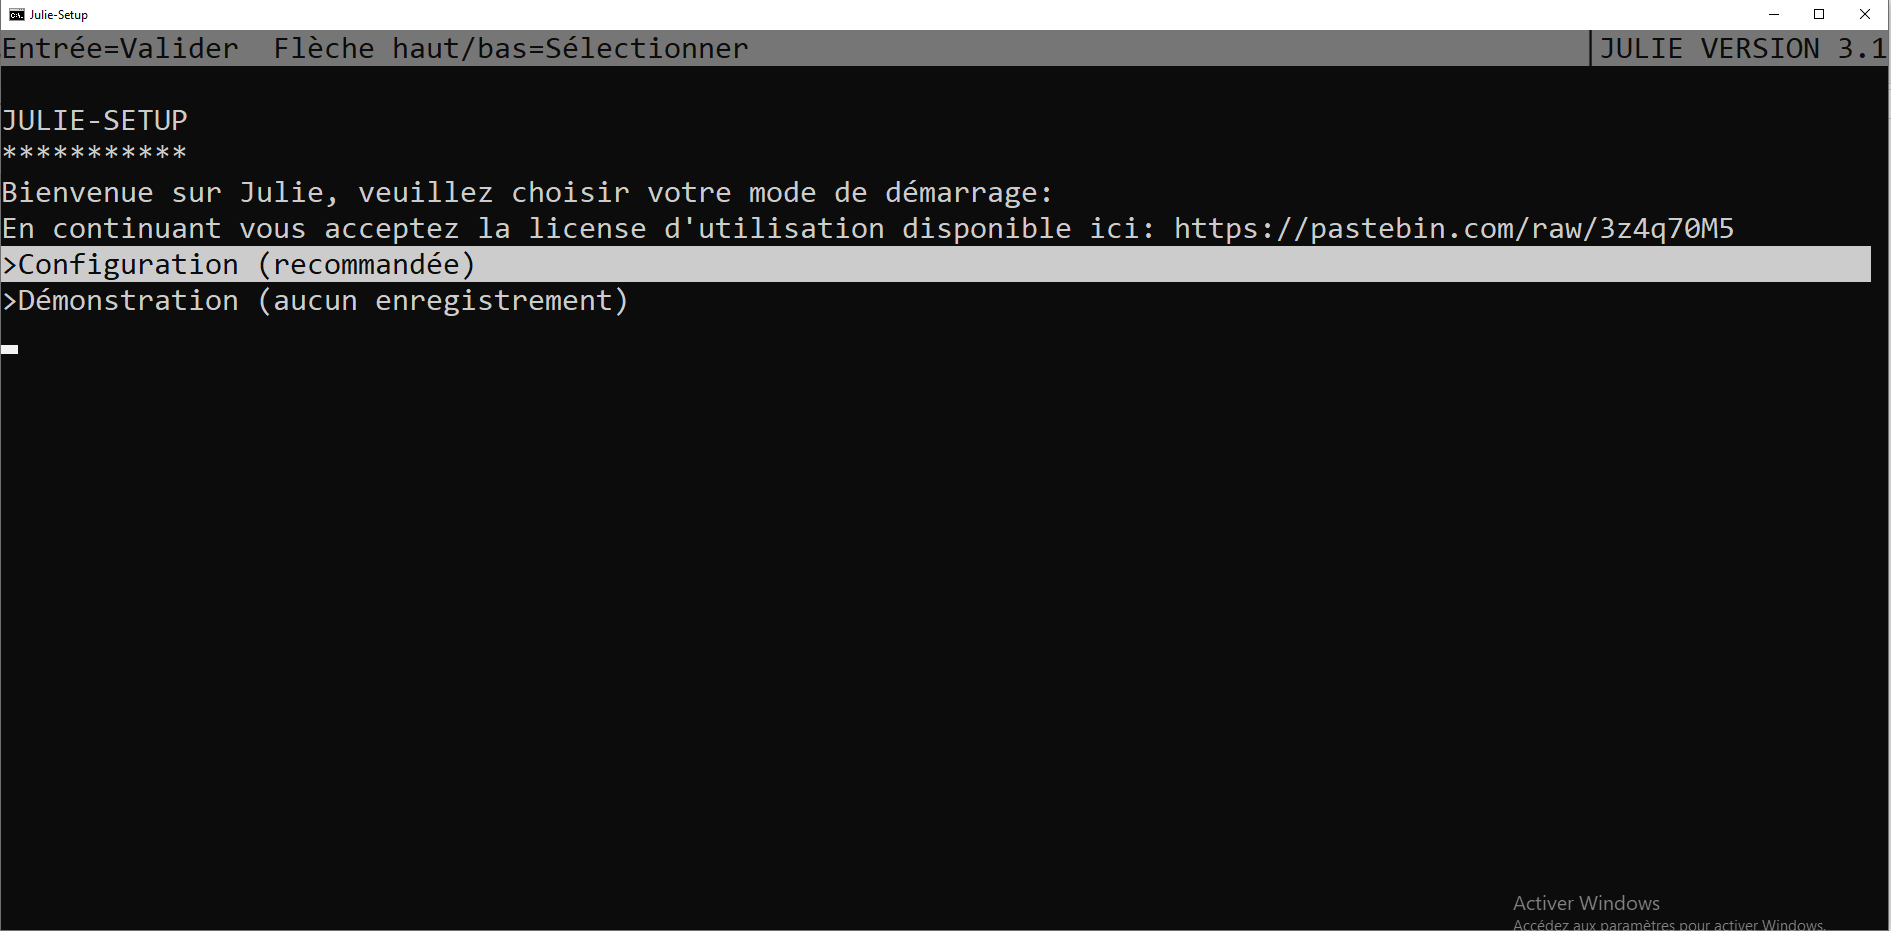 Julie-Setup
Entrée=Valider  Flèche haut/bas=Sélectionner
JULIE VERSION 3.1
JULIE-SETUP
***********
Bienvenue sur Julie, veuillez choisir votre mode de démarrage:
En continuant vous acceptez la license d'utilisation disponible ici: https://pastebin.com/raw/3z4q70M5
>Configuration (recommandée)
>Démonstration (aucun enregistrement)
Activer Windows
Accédez aux paramètres pour activer Windows.